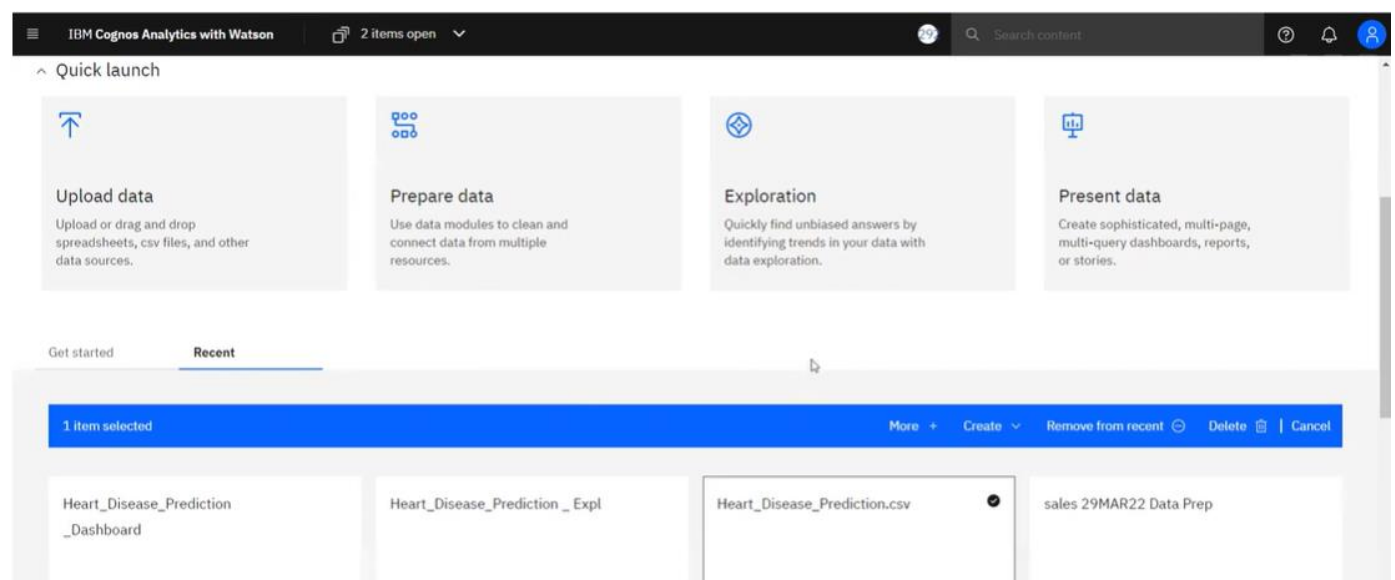 IBM Cognos Analytics with Watson
2 items open
Search content
Quick launch
Upload data
Upload or drag and drop
spreadsheets, csv files, and other
data sources.
Prepare data
Use data modules to clean and
connect data from multiple
resources.
Exploration
Quickly find unbiased answers by
identifying trends in your data with
data exploration.
Present data
Create sophisticated, multi-page,
multi-query dashboards, reports,
or stories.
Get started
Recent
1 item selected
More +
Create
Remove from recent
Delete
| Cancel
Heart_Disease_Prediction
_Dashboard
Heart_Disease_Prediction _ Expl
Heart_Disease_Prediction.csv
sales 29MAR22 Data Prep